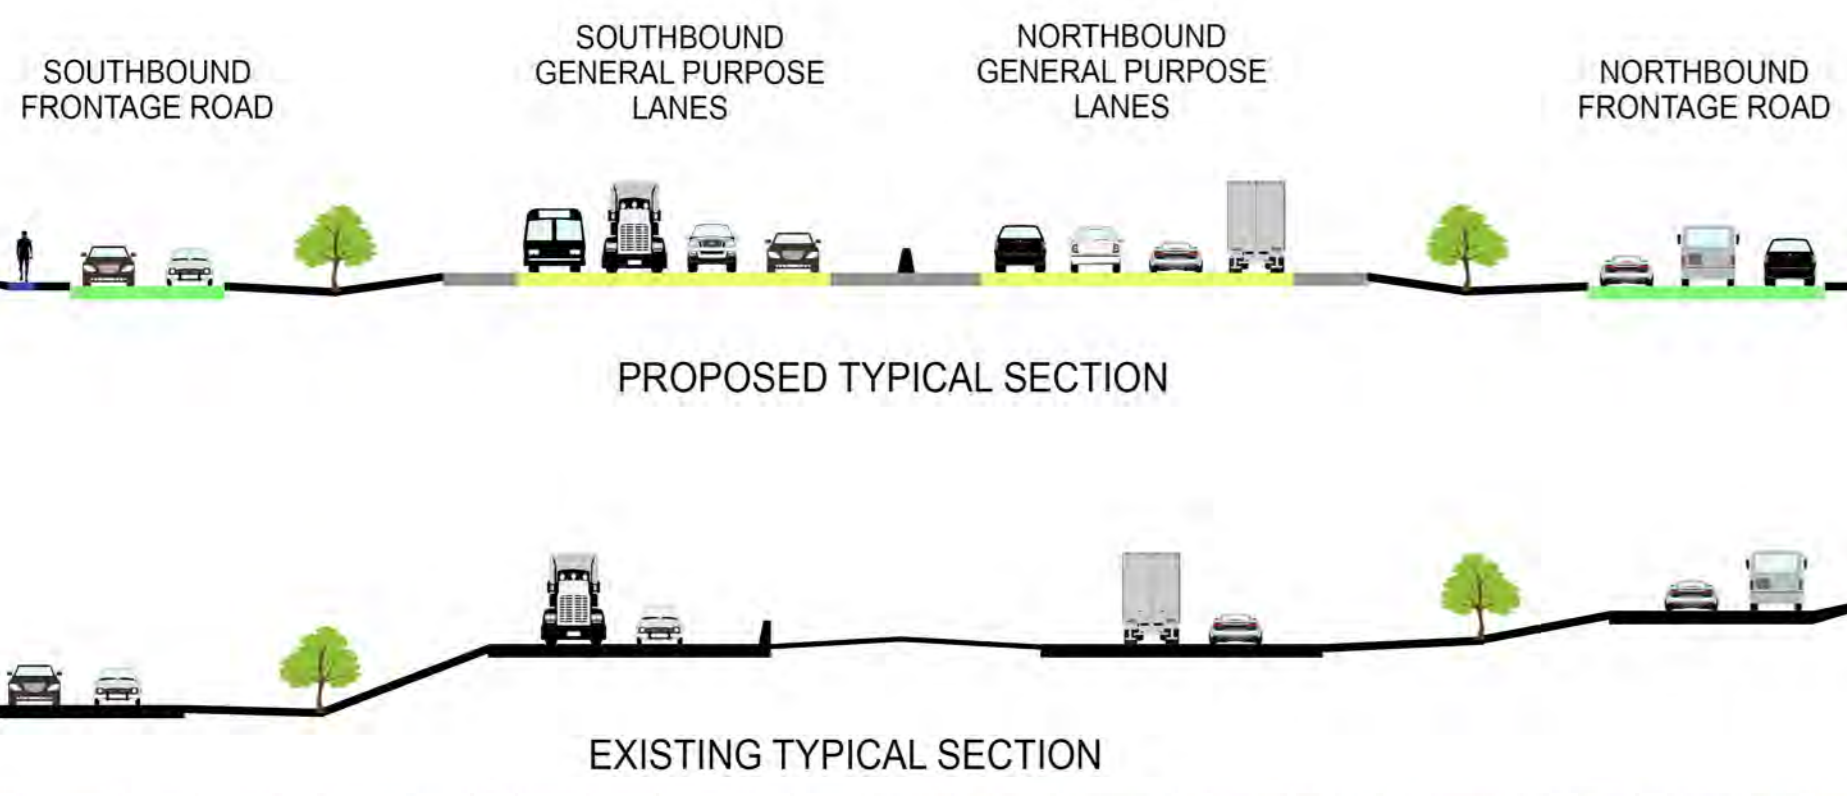 SOUTHBOUND
FRONTAGE ROAD
SOUTHBOUND
GENERAL PURPOSE
LANES
NORTHBOUND
GENERAL PURPOSE
LANES
NORTHBOUND
FRONTAGE ROAD
PROPOSED TYPICAL SECTION
EXISTING TYPICAL SECTION